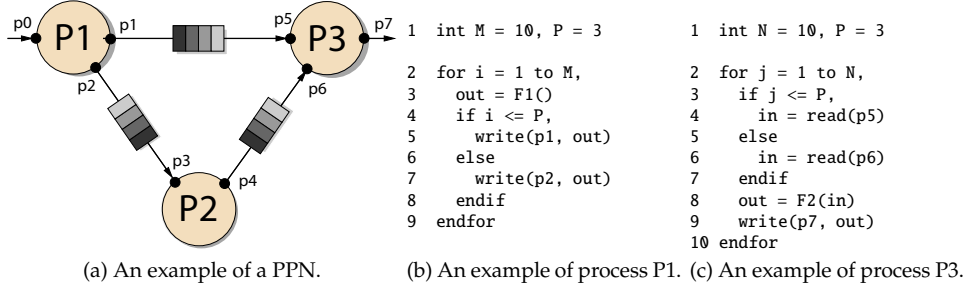 p0
P1
p1
p5
P3
p7
p2
p6
p3
p4
P2
(a) An example of a PPN.
1 int M = 10, P = 3
2 for i = 1 to M,
3 out = F1()
4 if i <= P,
5 write(p1, out)
6 else
7 write(p2, out)
8 endif
9 endfor
(b) An example of process P1.
1 int N = 10, P = 3
2 for j = 1 to N,
3 if j <= P,
4 in = read(p5)
5 else
6 in = read(p6)
7 endif
8 out = F2(in)
9 write(p7, out)
10 endfor
(c) An example of process P3.